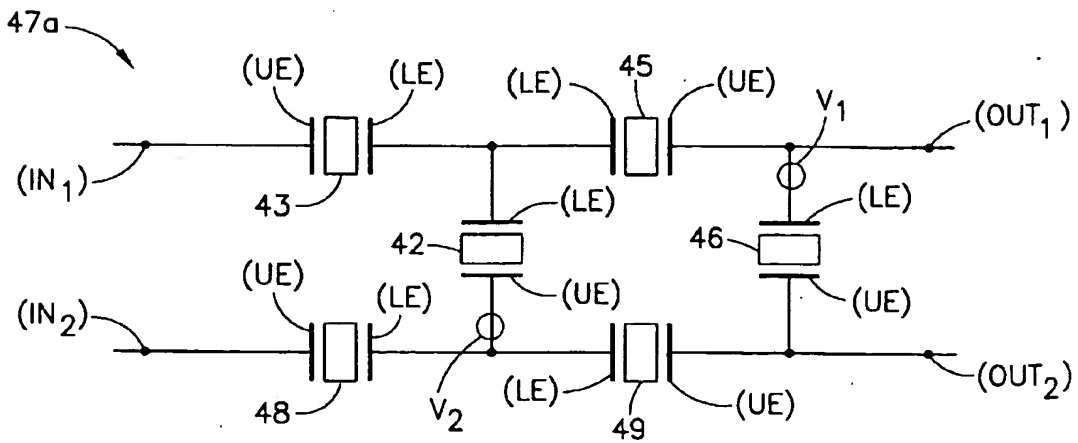 47a
(UE) (LE) (LE) 45 (UE) V1 (OUT1)
(IN1) 43 (LE) (LE)
42 46
(UE) (LE) (UE) (UE)
(IN2) 48 V2 (LE) 49 (UE) (OUT2)